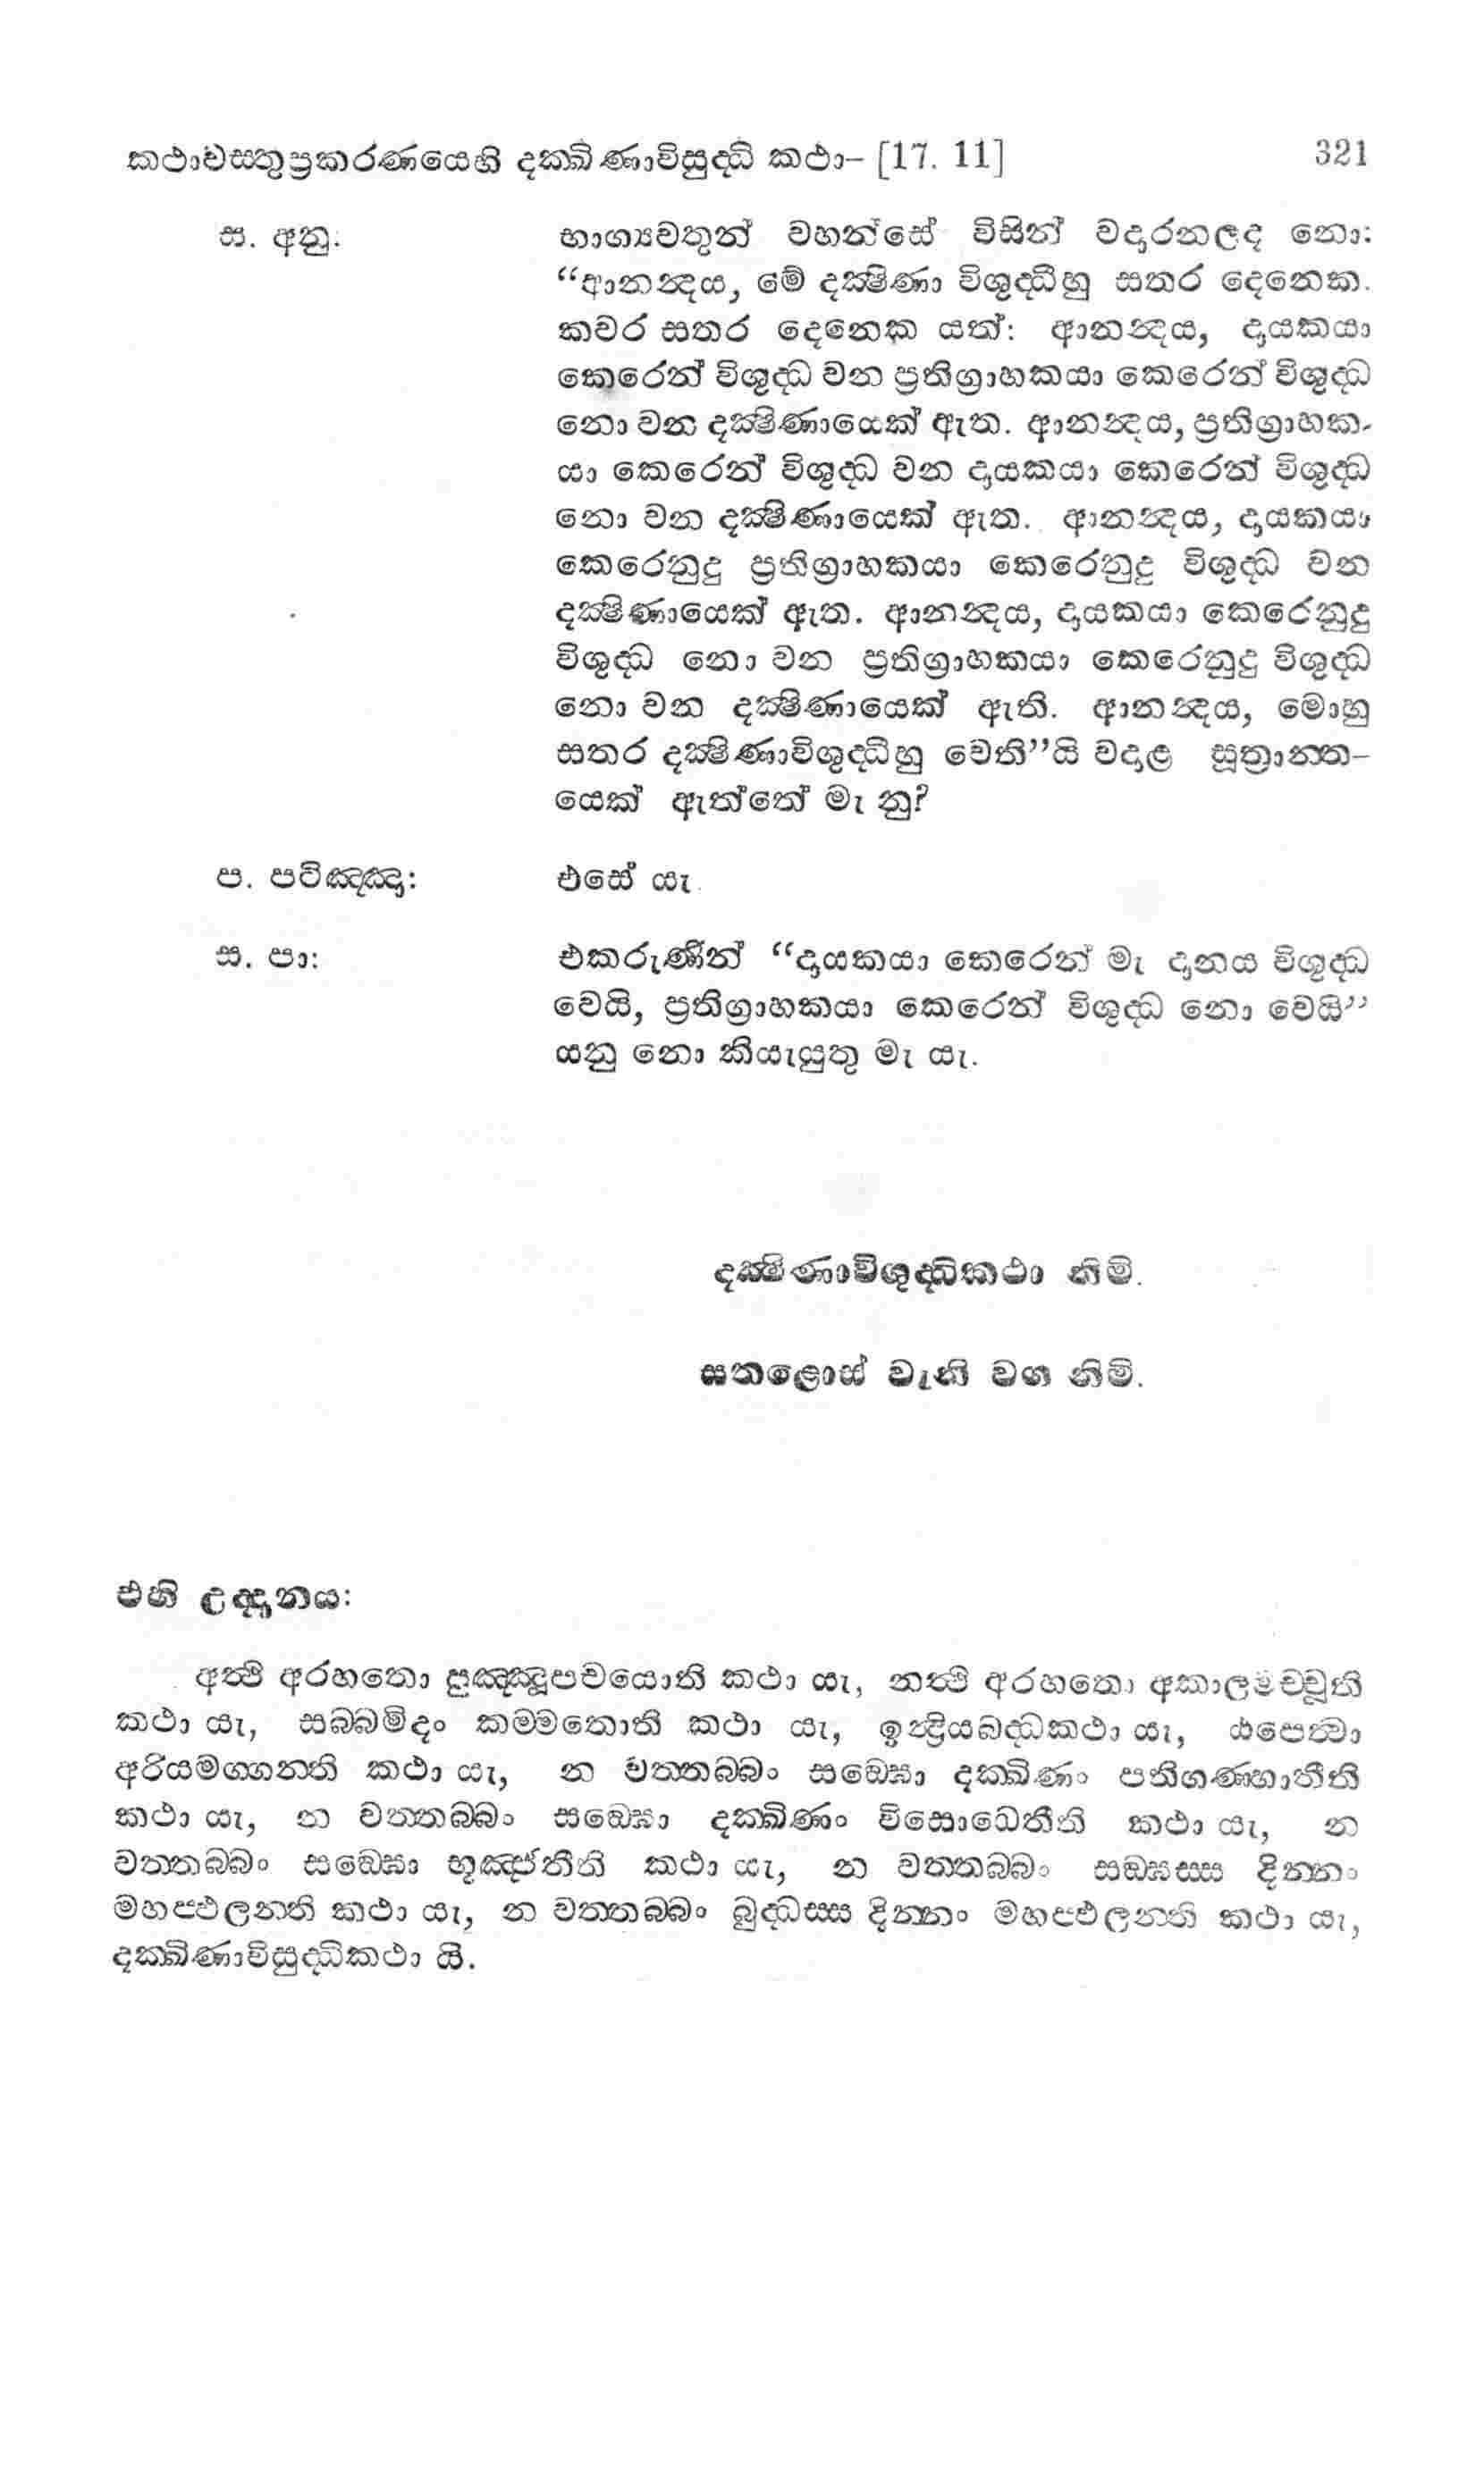 කථාවස්තුප්‍රකරණයෙහි දක්ඛිණාවිසුද්ධි කථා– [17. 11] 321
ස. අනු: භාග්‍යවතුන් වහන්සේ විසින් වදාරනලද නො:
“ආනන්‍දය, මේ දක්‍ෂිණා විශුද්ධීහු සතර දෙනෙක.
කවර සතර දෙනෙක යත්: ආනන්‍දය, දායකයා
කෙරෙන් විශුද්ධ වන ප්‍රතිග්‍රාහකයා කෙරෙන් විශුද්ධ
නො වන දක්‍ෂිණායෙක් ඇත. ආනන්‍දය, ප්‍රතිග්‍රාහක-
යා කෙරෙන් විශුද්ධ වන දායකයා කෙරෙන් විශුද්ධ
නො වන දක්‍ෂිණායෙක් ඇත. ආනන්‍දය, දායකයා
කෙරෙනුදු ප්‍රතිග්‍රාහකයා කෙරෙනුදු විශුද්ධ වන
දක්‍ෂිණායෙක් ඇත. ආනන්‍දය, දායකයා කෙරෙනුදු
විශුද්ධ නො වන ප්‍රතිග්‍රාහකයා කෙරෙනුදු විශුද්ධ
නො වන දක්‍ෂිණායෙක් ඇති. ආනන්‍දය, මොහු
සතර දක්‍ෂිණාවිශුද්ධිහු වෙති”යි වදාළ සූත්‍රාන්ත–
යෙක් ඇත්තේ මැ නු?
ප. පටිඤ්ඤා: එසේ යැ.
ස. පා: එකරුණින් “දායකයා කෙරෙන් මැ දානය විශුද්ධ
වෙයි, ප්‍රතිග්‍රාහකයා කෙරෙන් විශුද්ධ නො වෙයි”
යනු නො කියැයුතු මැ යැ.
දක්‍ෂිණාවිශුද්ධිකථා නිමි.
සතළොස් වැනි වග නිමි.
එහි උද්දානය:
අත්‍ථි අරහතො පුඤ්ඤූපචයොති කථා යැ, නත්‍ථි අරහතො අකාලමච්චූති
කථා යැ, සබ්බමිදං කම්මතොති කථා යැ, ඉන්‍ද්‍රියබද්ධකථා යැ, ඨපෙත්‍වා
අරියමග්ගන්ති කථා යැ, න වත්තබ්බං සඞ්ඝො දක්ඛිණං පතිගණ්හාතීති
කථා යැ, න වත්තබ්බං සඞ්ඝො දක්ඛිණං විසොධෙතීති කථා යැ, න
වත්තබ්බං සඞ්ඝො භුඤ්ජතීති කථා යැ, න වත්තබ්බං සඞ්ඝස්ස දින්නං
මහප්ඵලන්ති කථා යැ, න වත්තබ්බං බුද්ධස්ස දින්නං මහප්ඵලන්ති කථා යැ,
දක්ඛිණාවිසුද්ධිකථා යි.